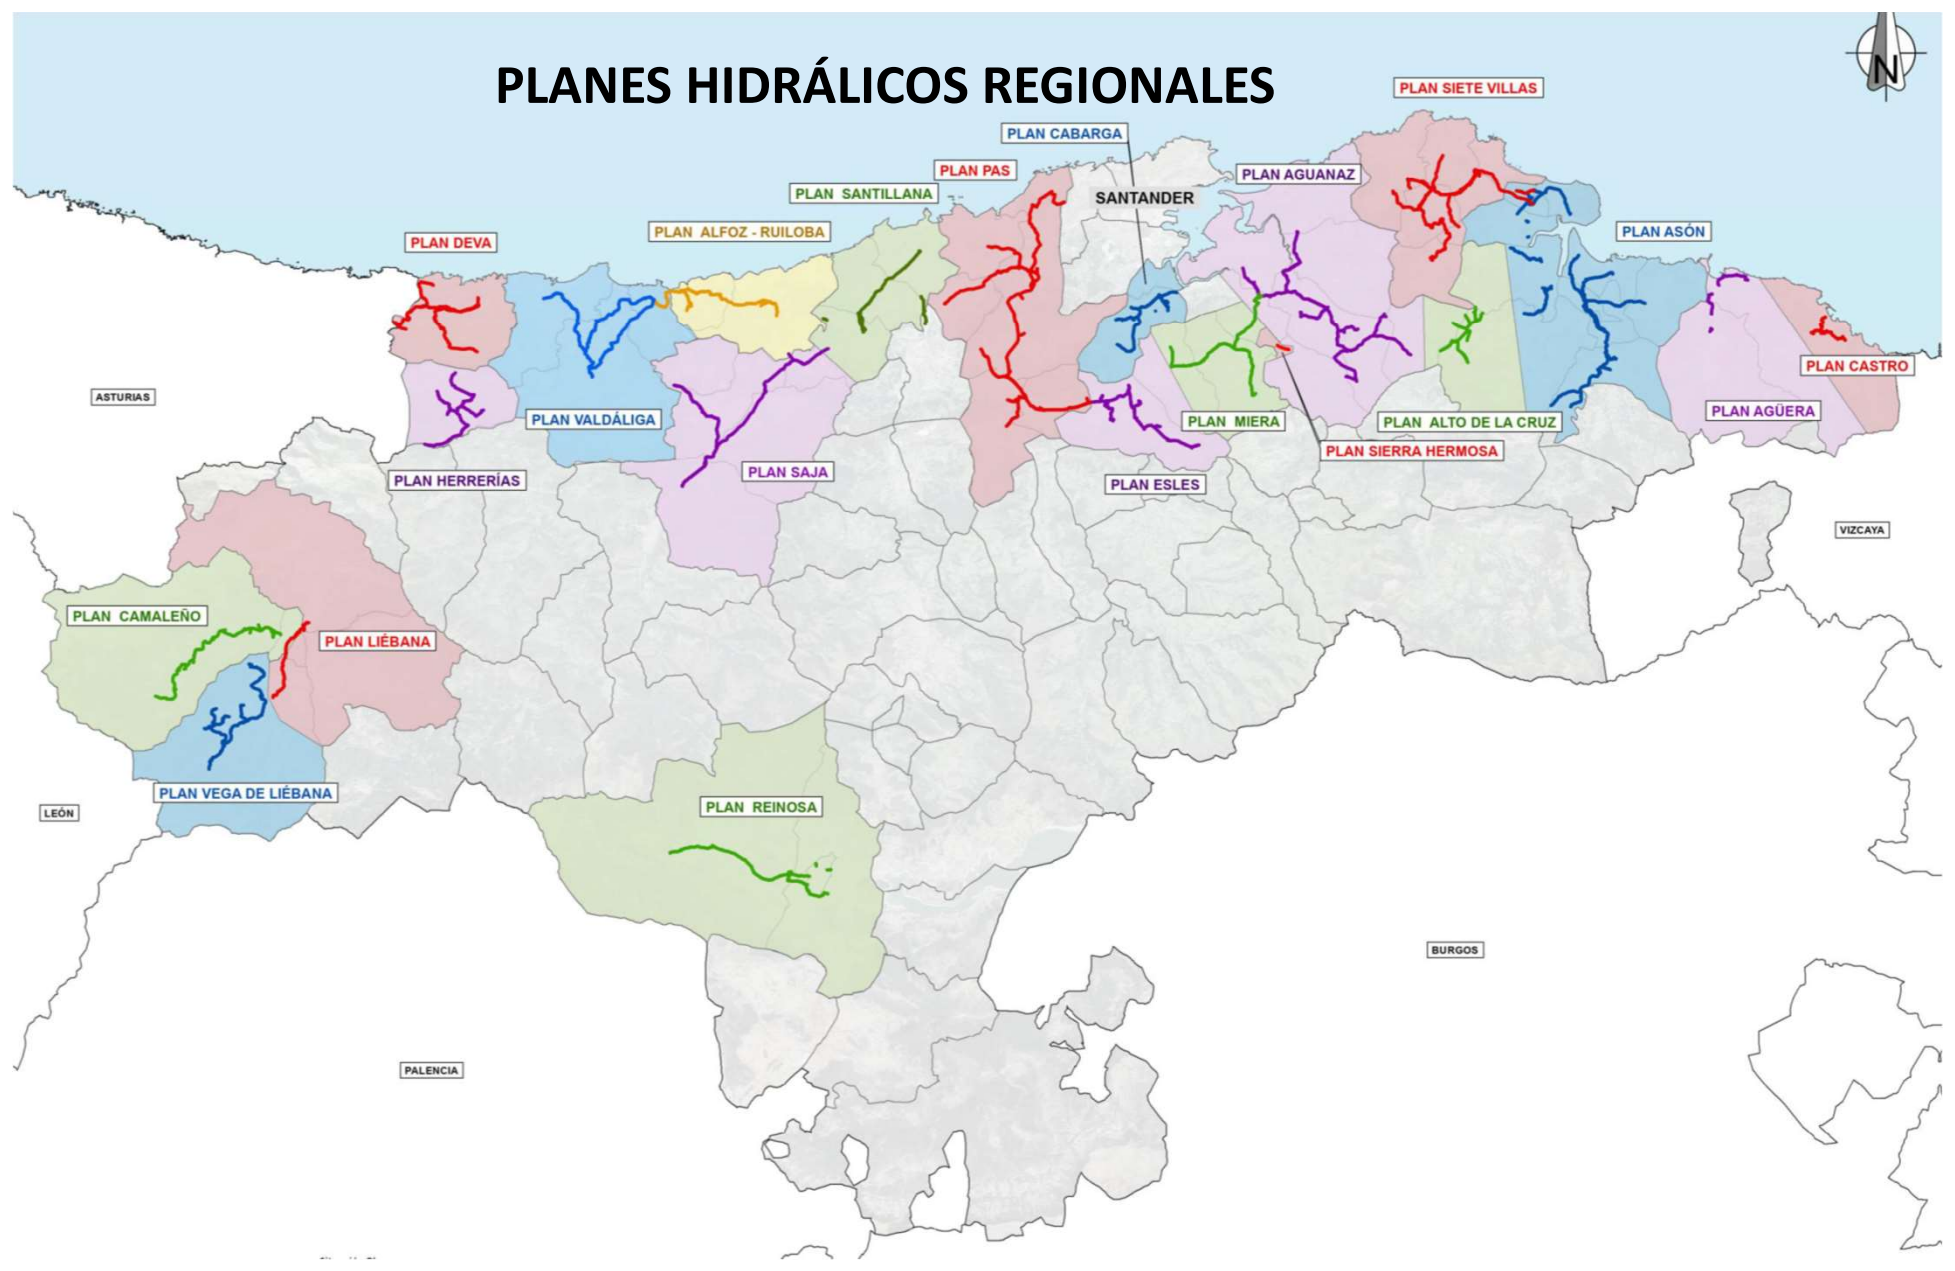 PLANES HIDRÁLICOS REGIONALES
N
PLAN SIETE VILLAS
PLAN CABARGA
PLAN PAS
PLAN AGUANAZ
PLAN SANTILLANA
SANTANDER
PLAN ALFOZ - RUILOBA
PLAN ASÓN
PLAN DEVA
PLAN CASTRO
ASTURIAS
PLAN AGÜERA
PLAN VALDÁLIGA
PLAN MIERA
PLAN ALTO DE LA CRUZ
PLAN SIERRA HERMOSA
PLAN SAJA
PLAN HERRERÍAS
PLAN ESLES
VIZCAYA
PLAN CAMALEÑO
PLAN LIÉBANA
PLAN VEGA DE LIÉBANA
PLAN REINOSA
LEÓN
BURGOS
PALENCIA